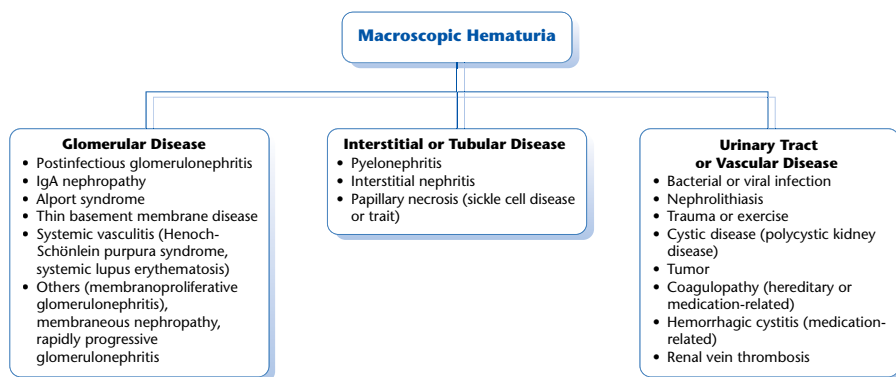 Macroscopic Hematuria
Glomerular Disease
• Postinfectious glomerulonephritis
• IgA nephropathy
• Alport syndrome
• Thin basement membrane disease
• Systemic vasculitis (Henoch-
Schönlein purpura syndrome,
systemic lupus erythematosis)
• Others (membranoproliferative
glomerulonephritis),
membraneous nephropathy,
rapidly progressive
glomerulonephritis
Interstitial or Tubular Disease
• Pyelonephritis
• Interstitial nephritis
• Papillary necrosis (sickle cell disease
or trait)
Urinary Tract
or Vascular Disease
• Bacterial or viral infection
• Nephrolithiasis
• Trauma or exercise
• Cystic disease (polycystic kidney
disease)
• Tumor
• Coagulopathy (hereditary or
medication-related)
• Hemorrhagic cystitis (medication-
related)
• Renal vein thrombosis